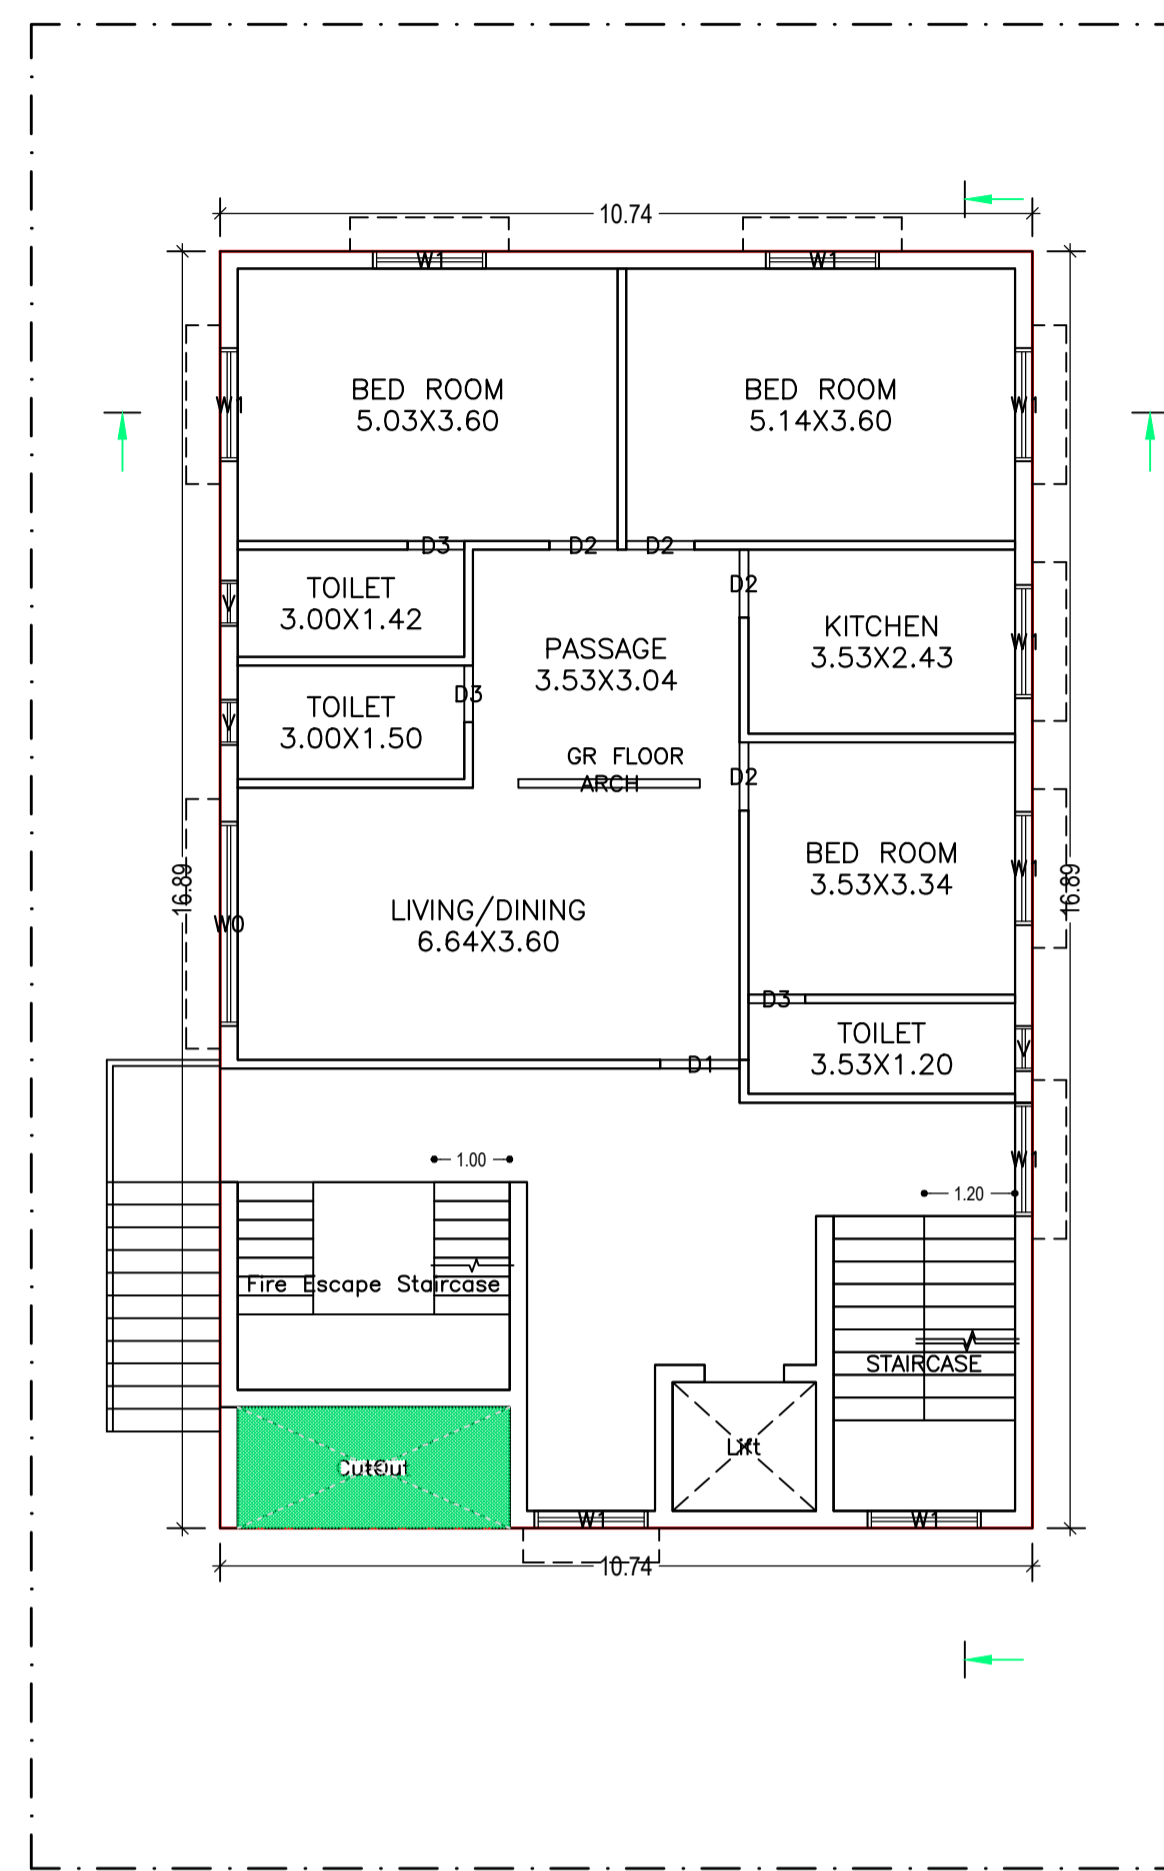 10.74
W1
W1
BED ROOM
5.03X3.60
BED ROOM
5.14X3.60
W1
W1
D3
D2
D2
D2
TOILET
3.00X1.42
V
KITCHEN
3.53X2.43
W1
PASSAGE
3.53X3.04
D3
TOILET
3.00X1.50
V
GR FLOOR
ARCH
D2
BED ROOM
3.53X3.34
W1
16.89
16.89
LIVING/DINING
6.64X3.60
W0
D3
TOILET
3.53X1.20
V
D1
1.00
W1
1.20
Fire Escape Staircase
STAIRCASE
Lift
CutOut
W1
W1
10.74